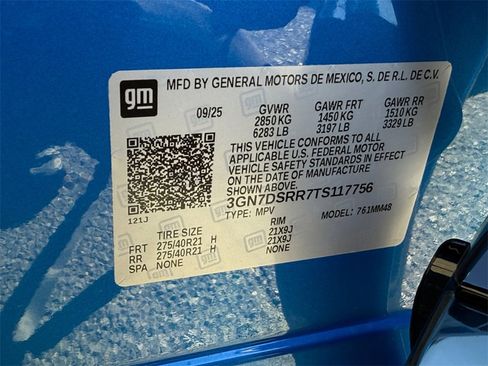 gm
MFD BY GENERAL MOTORS DE MEXICO, S. DE R.L. DE C.V.
09/25 GVWR GAWR FRT GAWR RR
2850 KG 1450 KG 1510 KG
6283 LB 3197 LB 3329 LB
THIS VEHICLE CONFORMS TO ALL
APPLICABLE U.S. FEDERAL MOTOR
VEHICLE SAFETY STANDARDS IN EFFECT
ON THE DATE OF MANUFACTURE
SHOWN ABOVE.
3GN7DSRR7TS117756
121J TYPE: MPV MODEL: 761MM48
TIRE SIZE RIM
FRT 275/40R21 H 21X9J
RR 275/40R21 H 21X9J
SPA NONE NONE